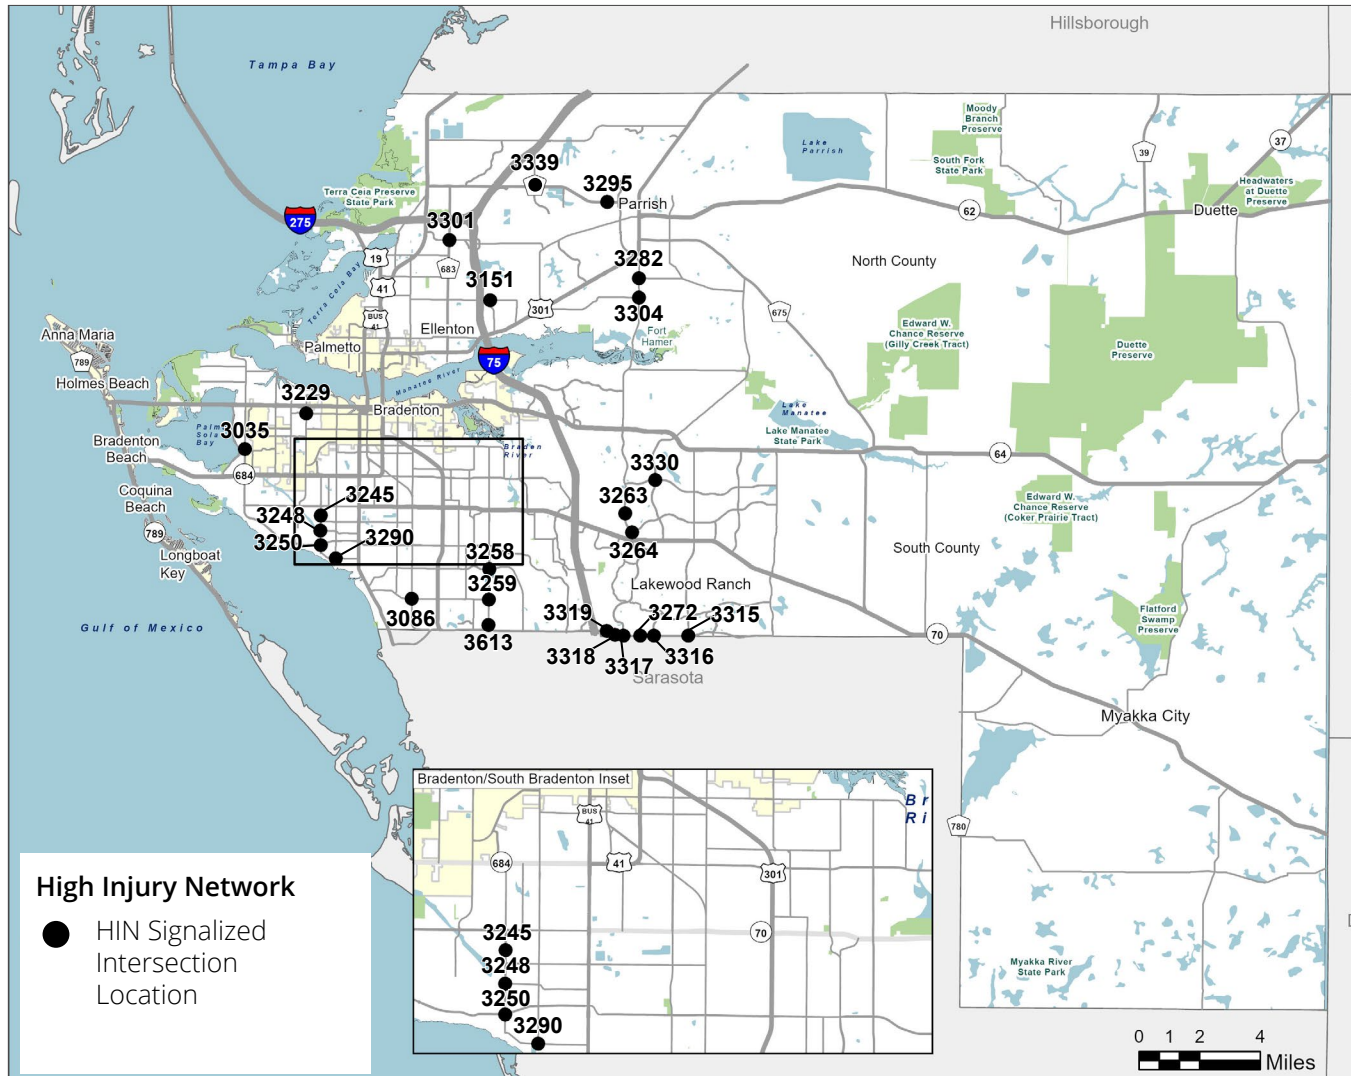 Hillsborough
Tampa Bay
Moody
Branch
Preserve
37
Lake
Parrish
39
3339
South Fork
State Park
Headwaters
at Duette
Preserve
Terra Ceia Preserve
State Park
3295
Parrish
275
3301
62
Duette
19
683
3282
North County
Terra Ceia Bay
41
3151
301
3304
675
BUS
41
Ellenton
Fort
Hamer
Edward W.
Chance Reserve
(Gilly Creek Tract)
Duette
Preserve
Anna Maria
Palmetto
789
75
Holmes Beach
Manatee River
3229
Bradenton
Lake
Manatee
Palm
Sola
Bay
3035
Lake Manatee
State Park
Bradenton
Beach
Braden
River
64
684
3330
Coquina
Beach
3245
3263
Edward W.
Chance Reserve
(Coker Prairie Tract)
3248
789
3250
3290
3264
Longboat
Key
3258
South County
3259
Lakewood Ranch
3086
3319
3272
3315
Flatford
Swamp
Preserve
Gulf of Mexico
3613
70
3318
3317
3316
Sarasota
Myakka City
Bradenton/South Bradenton Inset
Br
Ri
BUS
41
684
41
301
780
High Injury Network
HIN Signalized
Intersection
Location
3245
70
3248
3250
3290
Myakka River
State Park
0 1 2 4
Miles